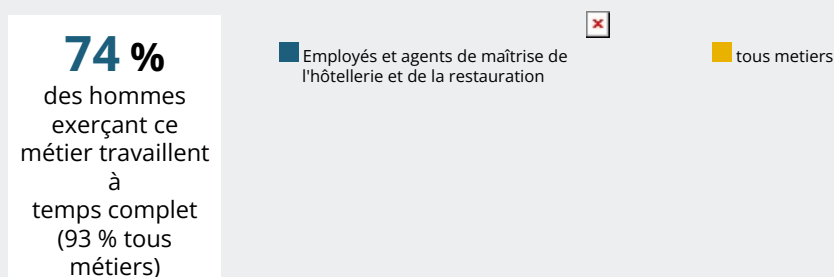 74 %
des hommes
exerçant ce
métier travaillent
à
temps complet
(93 % tous
métiers)
Employés et agents de maîtrise de
l'hôtellerie et de la restauration
tous metiers